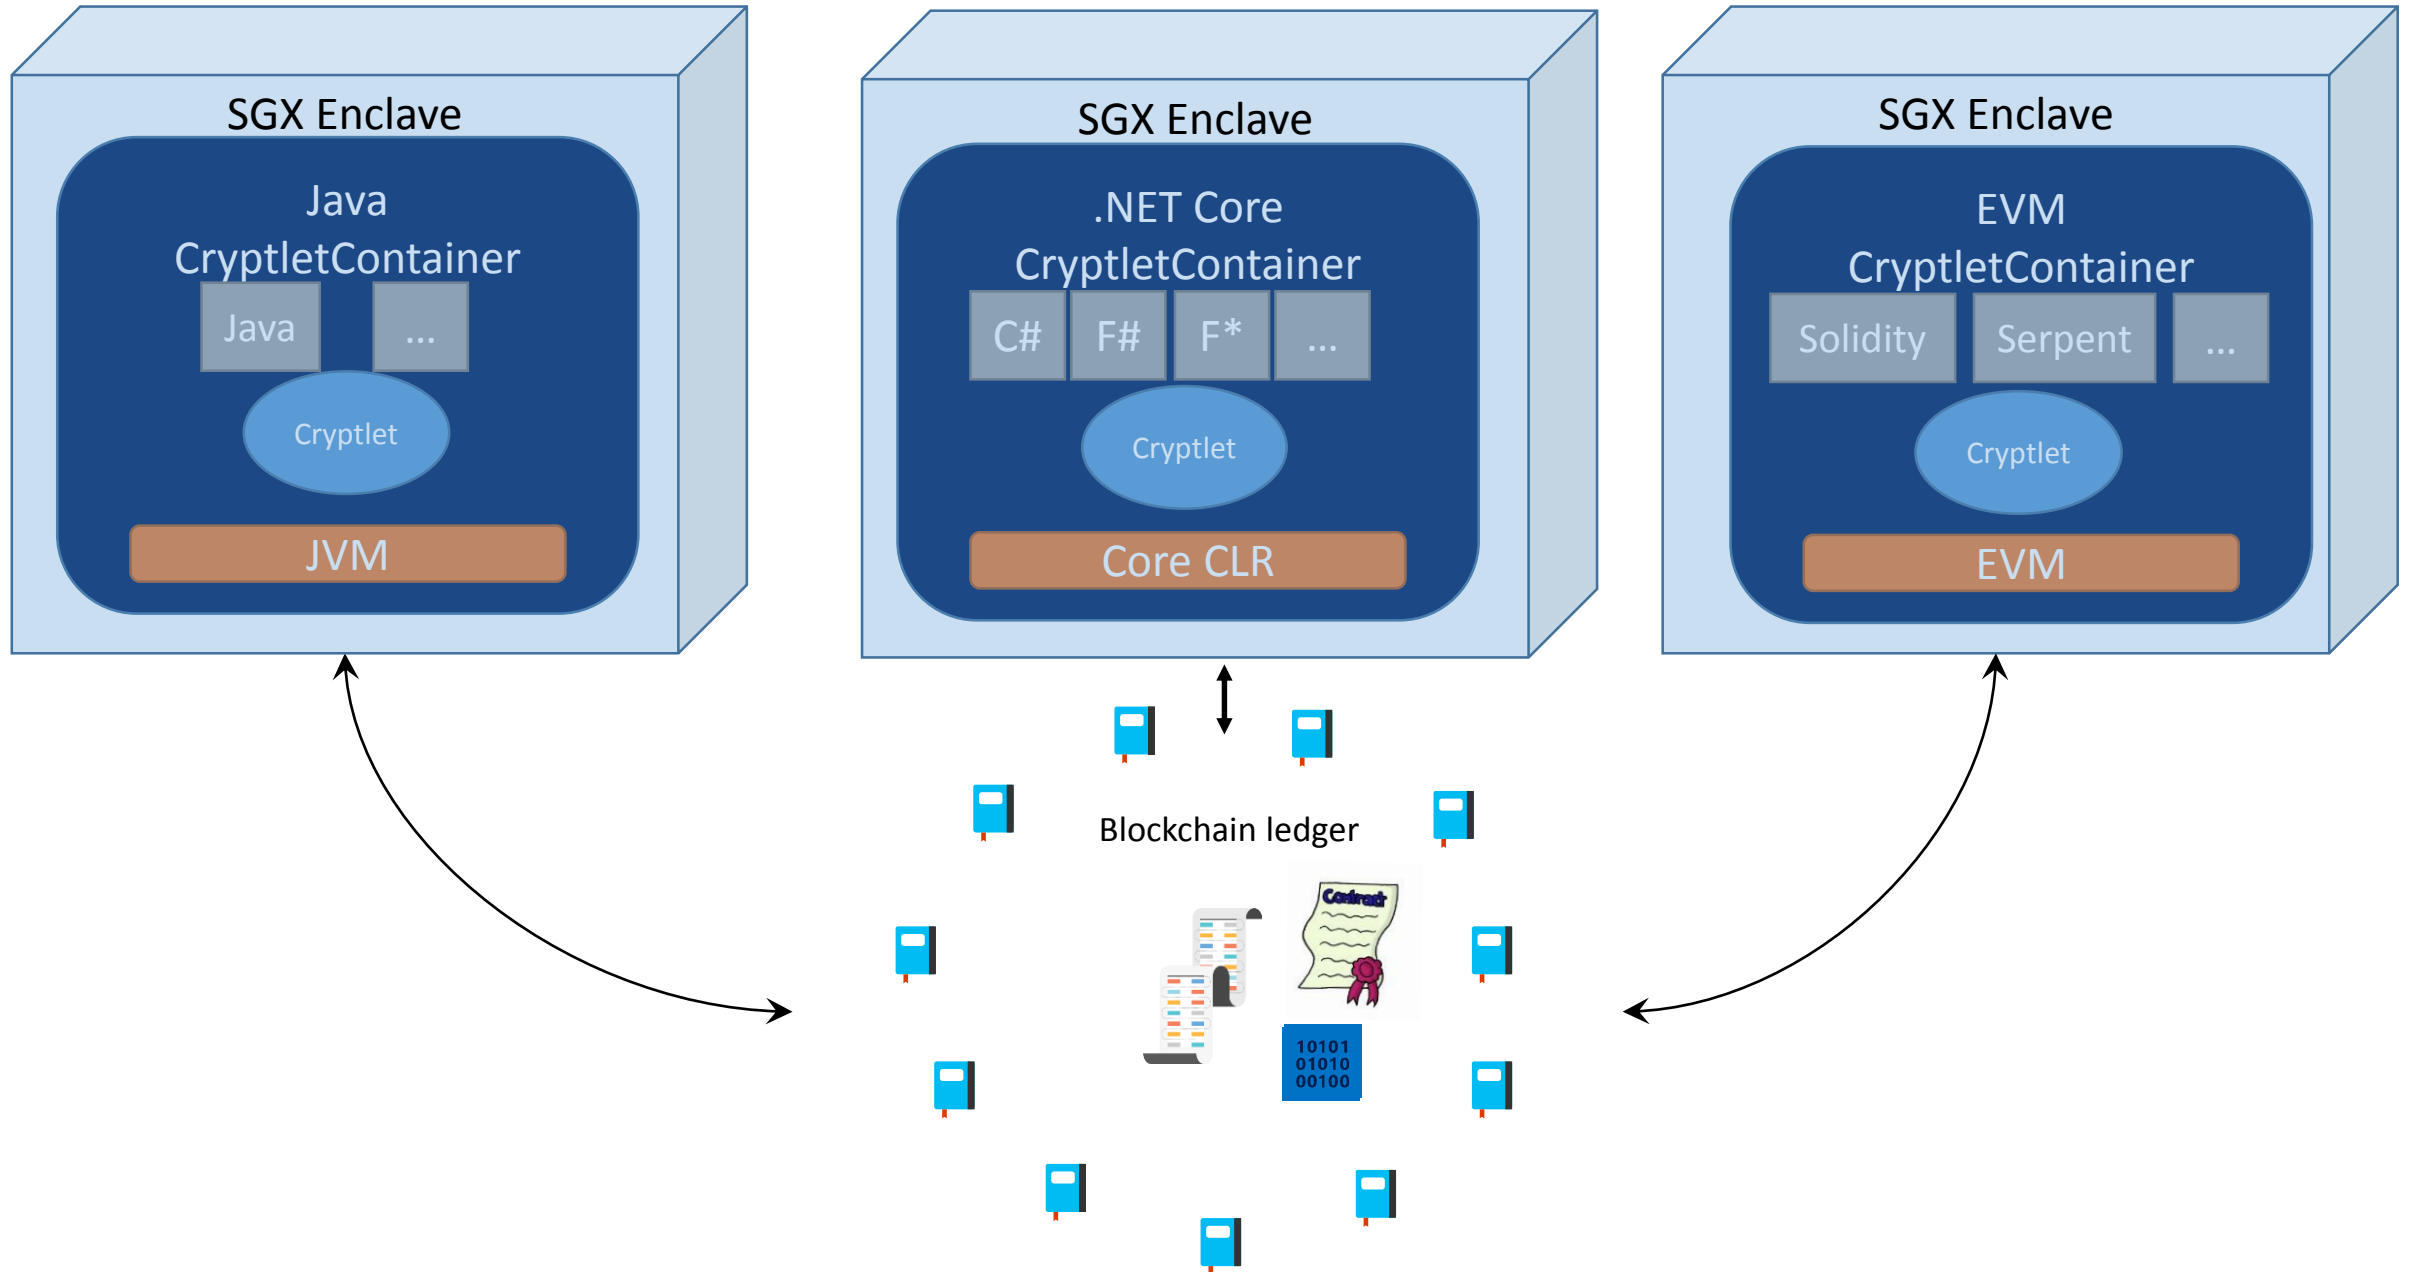 SGX Enclave
Java
CryptletContainer
Java
...
Cryptlet
JVM
SGX Enclave
.NET Core
CryptletContainer
C#
F#
F*
...
Cryptlet
Core CLR
SGX Enclave
EVM
CryptletContainer
Solidity
Serpent
...
Cryptlet
EVM
Blockchain ledger
Contract
10101
01010
00100